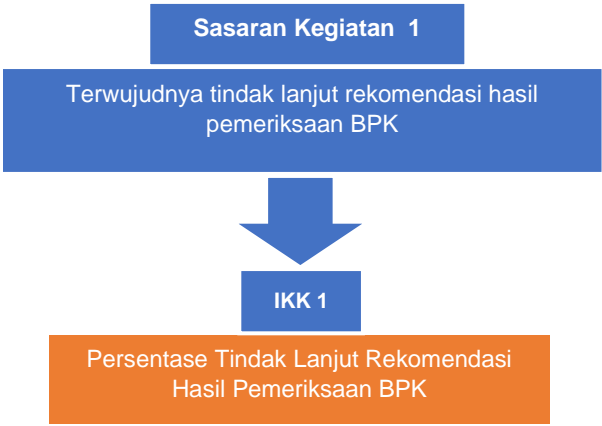 Sasaran Kegiatan  1
Terwujudnya tindak lanjut rekomendasi hasil
pemeriksaan BPK
IKK 1
Persentase Tindak Lanjut Rekomendasi
Hasil Pemeriksaan BPK